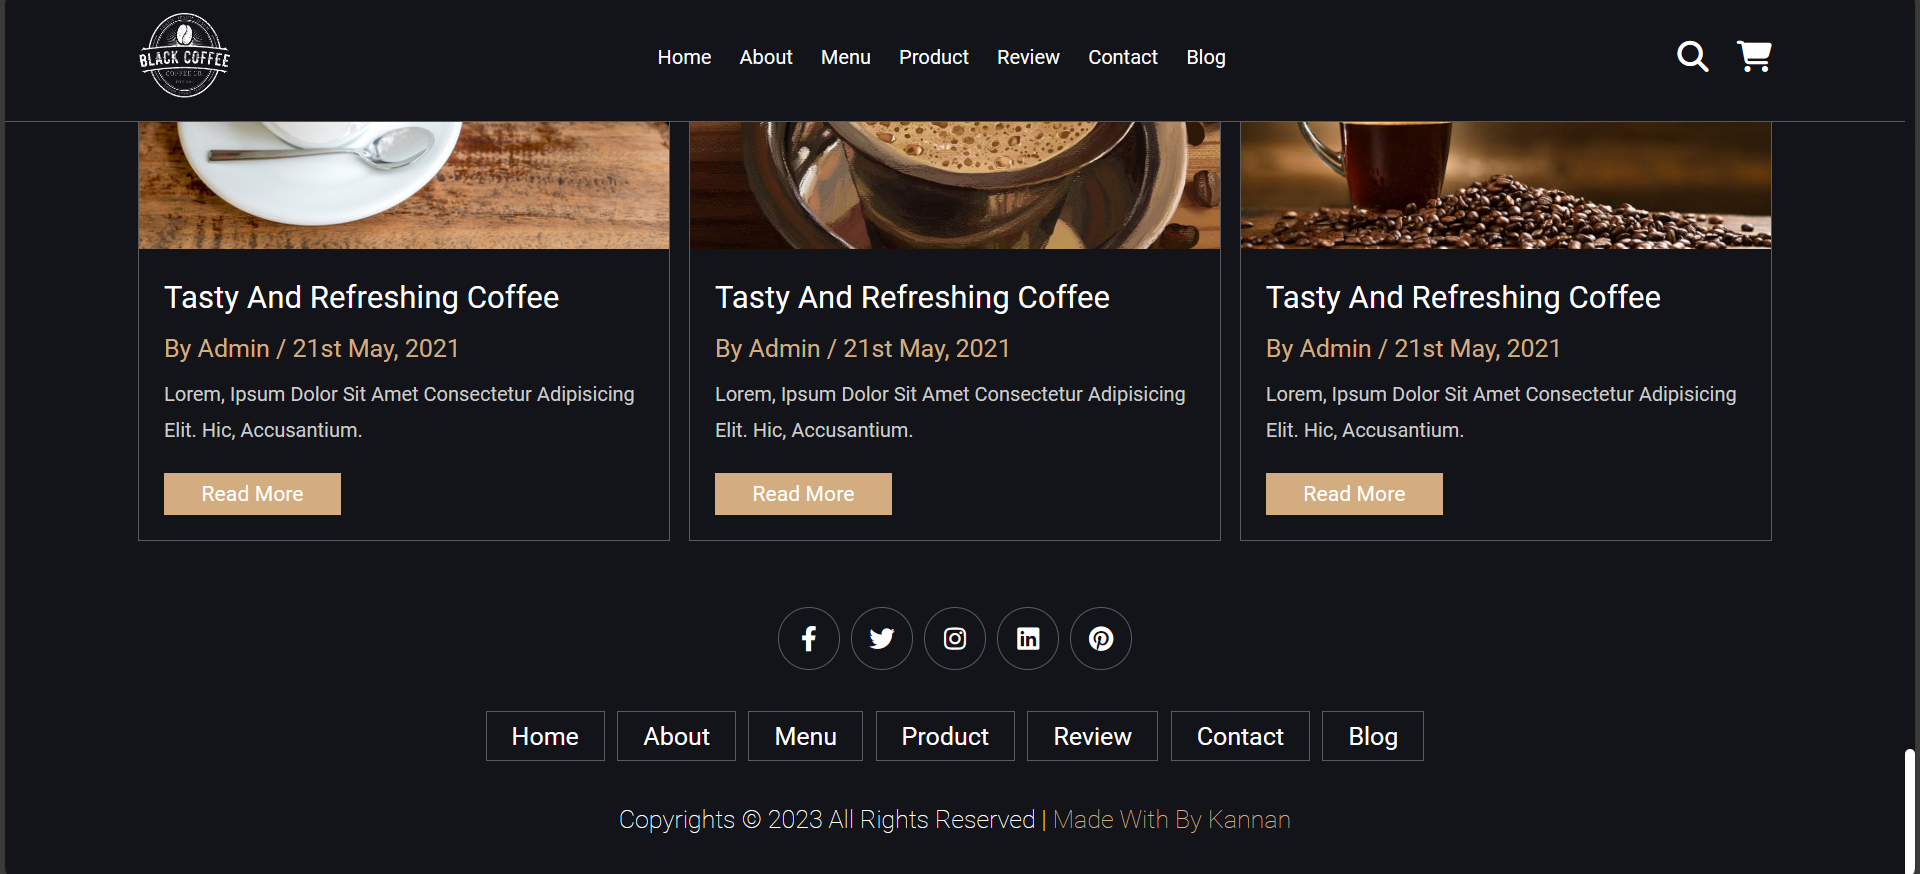 BLACK COFFEE
COFFEE CO
Home About Menu Product Review Contact Blog
Tasty And Refreshing Coffee
By Admin / 21st May, 2021
Lorem, Ipsum Dolor Sit Amet Consectetur Adipisicing
Elit. Hic, Accusantium.
Read More
Tasty And Refreshing Coffee
By Admin / 21st May, 2021
Lorem, Ipsum Dolor Sit Amet Consectetur Adipisicing
Elit. Hic, Accusantium.
Read More
Tasty And Refreshing Coffee
By Admin / 21st May, 2021
Lorem, Ipsum Dolor Sit Amet Consectetur Adipisicing
Elit. Hic, Accusantium.
Read More
Home About Menu Product Review Contact Blog
Copyrights © 2023 All Rights Reserved | Made With By Kannan